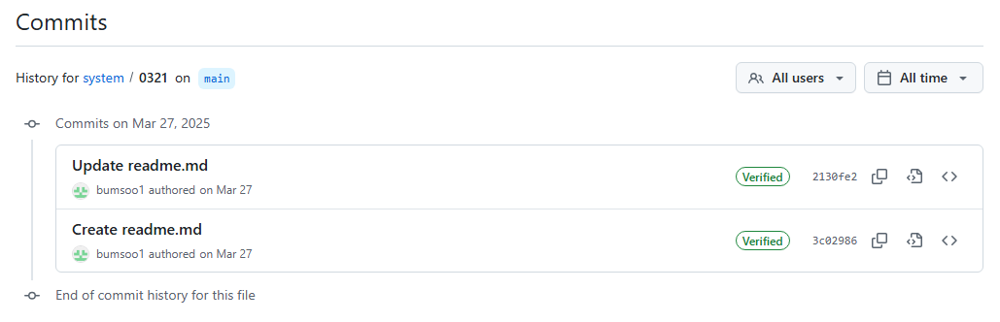 Commits
History for system / 0321 on main
All users
All time
Commits on Mar 27, 2025
Update readme.md
bumsoo1 authored on Mar 27
Verified
2130fe2
Create readme.md
bumsoo1 authored on Mar 27
Verified
3c02986
End of commit history for this file